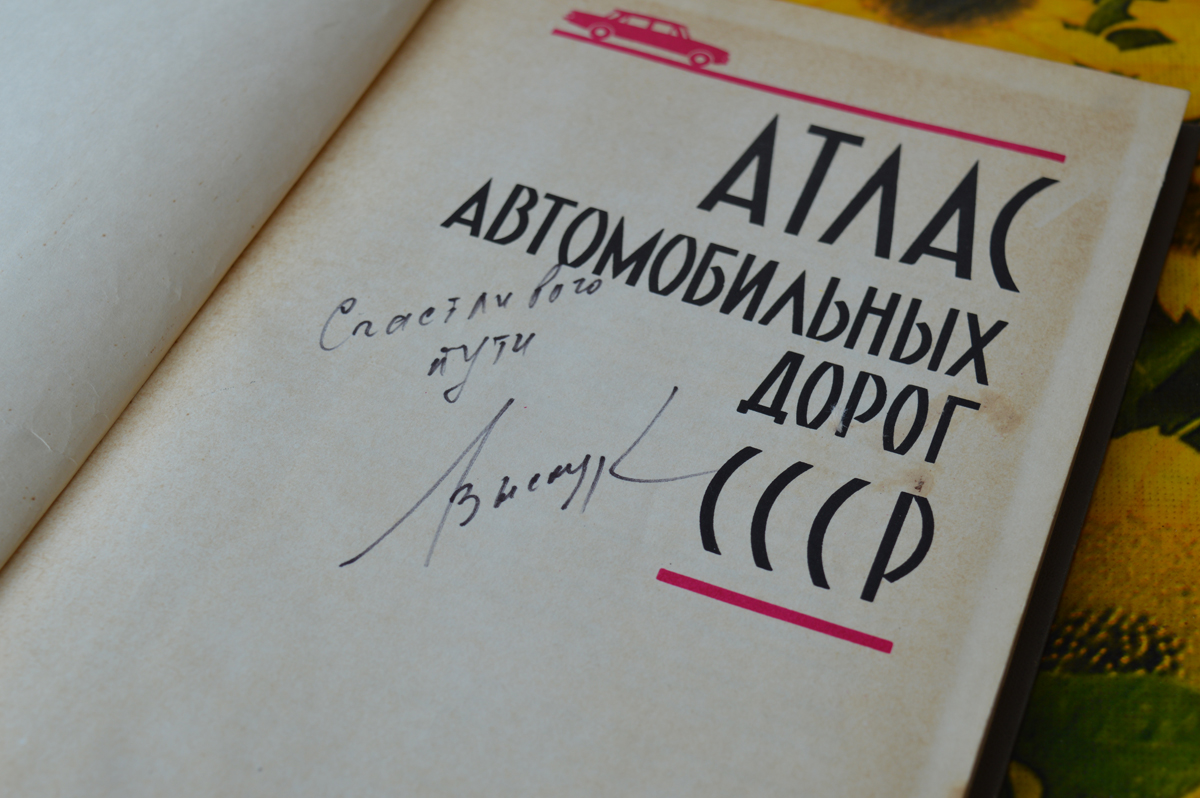 АТЛАС
АВТОМОБИЛЬНЫХ
ДОРОГ
СССР
Счастливого
пути